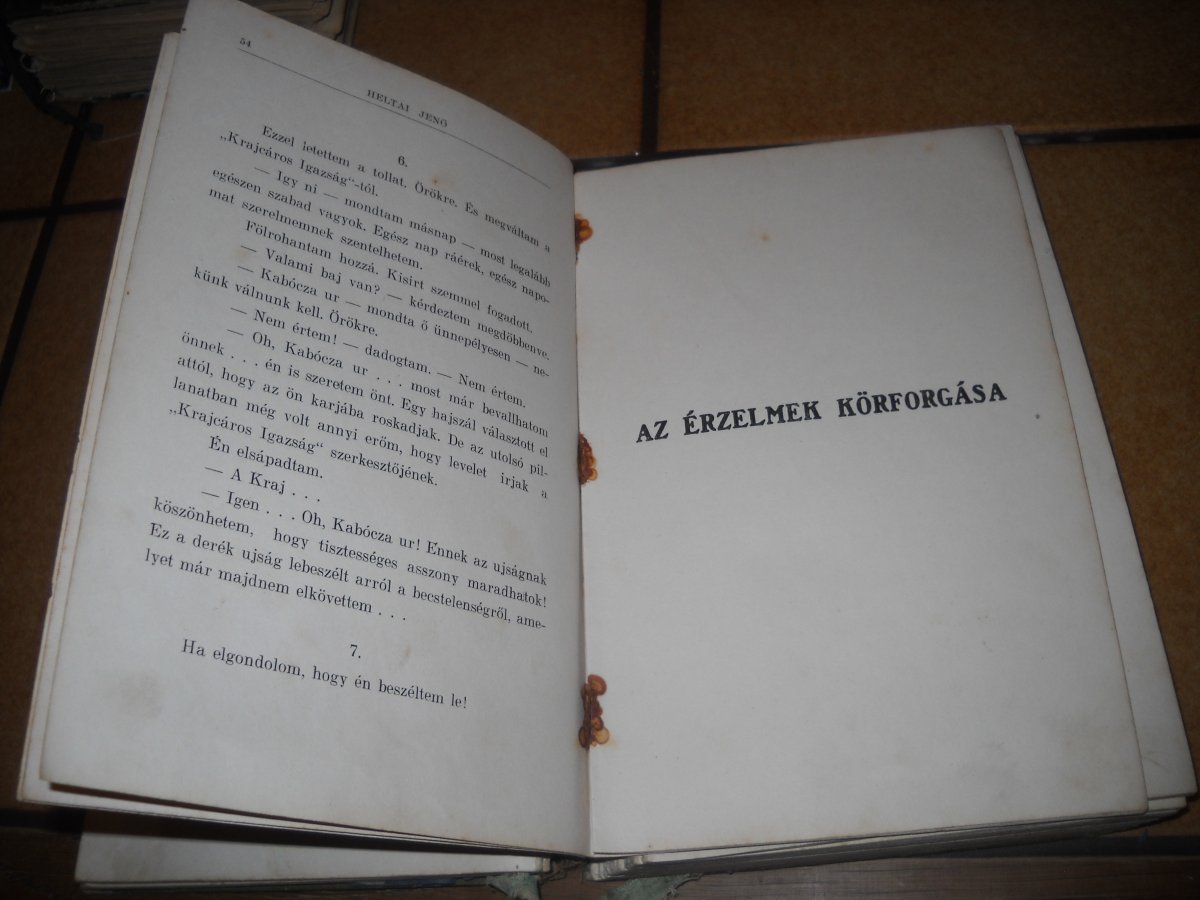 54
HELTAI JENŐ
6.
Ezzel letettem a tollat. Örökre. És megváltam a
„Krajcáros Igazság“-tól.
— Igy ni — mondtam másnap — most legalább
egészen szabad vagyok. Egész nap ráérek, egész napo-
mat szerelmemnek szentelhetem.
Fölrohantam hozzá. Kisirt szemmel fogadott.
— Valami baj van? — kérdeztem megdöbbenve.
— Kabócza ur — mondta ő ünnepélyesen — ne-
künk válnunk kell. Örökre.
— Nem értem! — dadogtam. — Nem értem.
— Oh, Kabócza ur . . . most már bevallhatom
önnek . . . én is szeretem önt. Egy hajszál választott el
attól, hogy az ön karjába roskadjak. De az utolsó pil-
lanatban még volt annyi erőm, hogy levelet irjak a
„Krajcáros Igazság“ szerkesztőjének.
Én elsápadtam.
— A Kraj . . .
— Igen . . . Oh, Kabócza ur! Ennek az ujságnak
köszönhetem, hogy tisztességes asszony maradhatok!
Ez a derék ujság lebeszélt arról a becstelenségről, ame-
lyet már majdnem elkövettem . . .
7.
Ha elgondolom, hogy én beszéltem le!
AZ ÉRZELMEK KÖRFORGÁSA